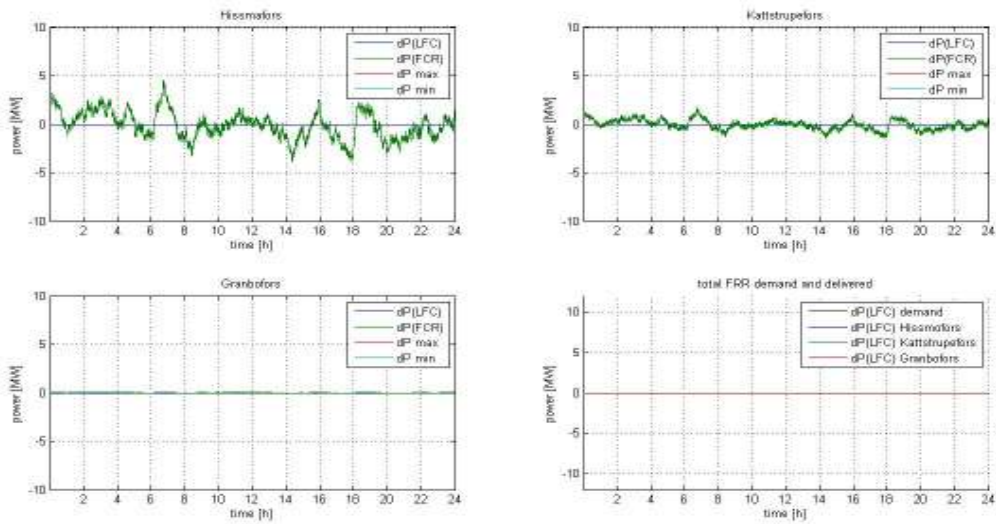 Hissmafors
10
5
0
-5
-10
power [MW]
dP(LFC)
dP(FCR)
dP max
dP min
2 4 6 8 10 12 14 16 18 20 22 24
time [h]
Kattstrupefors
10
5
0
-5
-10
power [MW]
dP(LFC)
dP(FCR)
dP max
dP min
2 4 6 8 10 12 14 16 18 20 22 24
time [h]
Granbofors
10
5
0
-5
-10
power [MW]
dP(LFC)
dP(FCR)
dP max
dP min
2 4 6 8 10 12 14 16 18 20 22 24
time [h]
total FRR demand and delivered
10
5
0
-5
-10
power [MW]
dP(LFC) demand
dP(LFC) Hissmofors
dP(LFC) Kattstrupefors
dP(LFC) Granbofors
2 4 6 8 10 12 14 16 18 20 22 24
time [h]